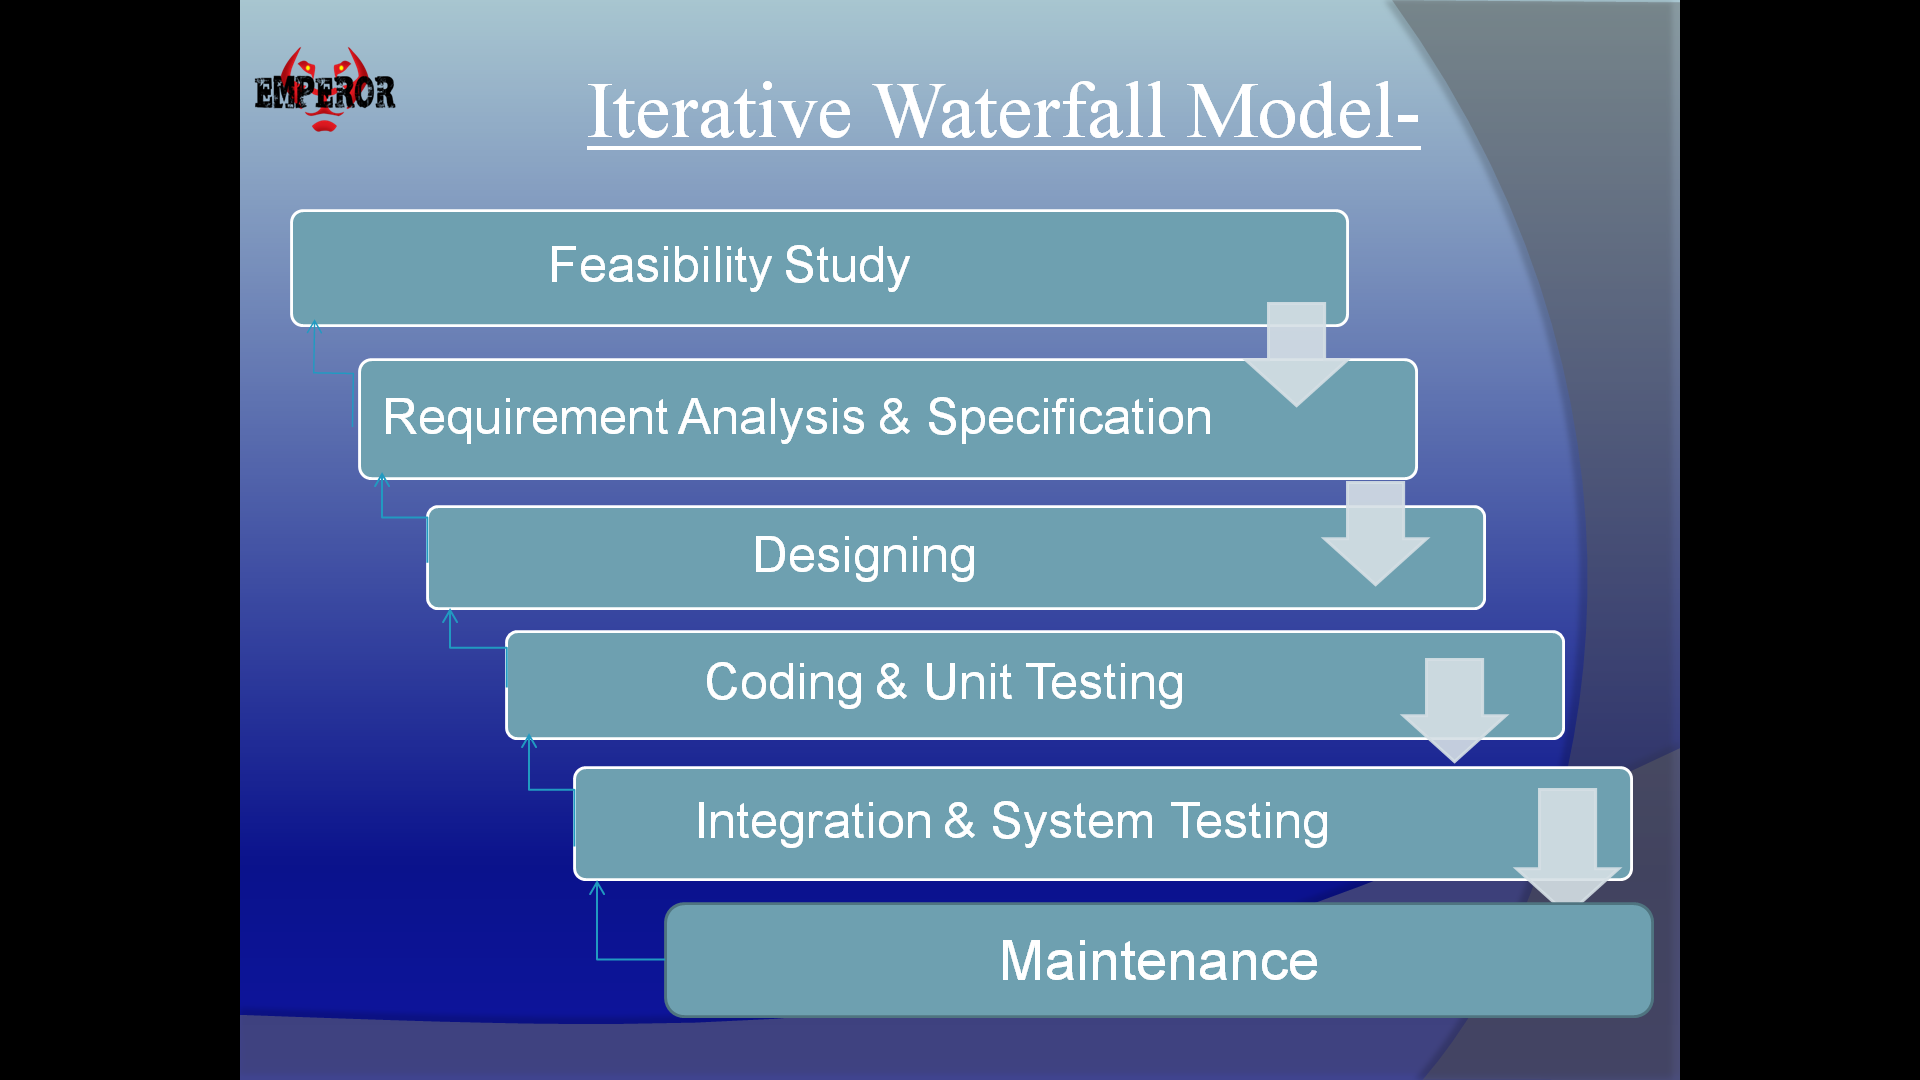 EMPEROR
Iterative Waterfall Model-
Feasibility Study
Requirement Analysis & Specification
Designing
Coding & Unit Testing
Integration & System Testing
Maintenance